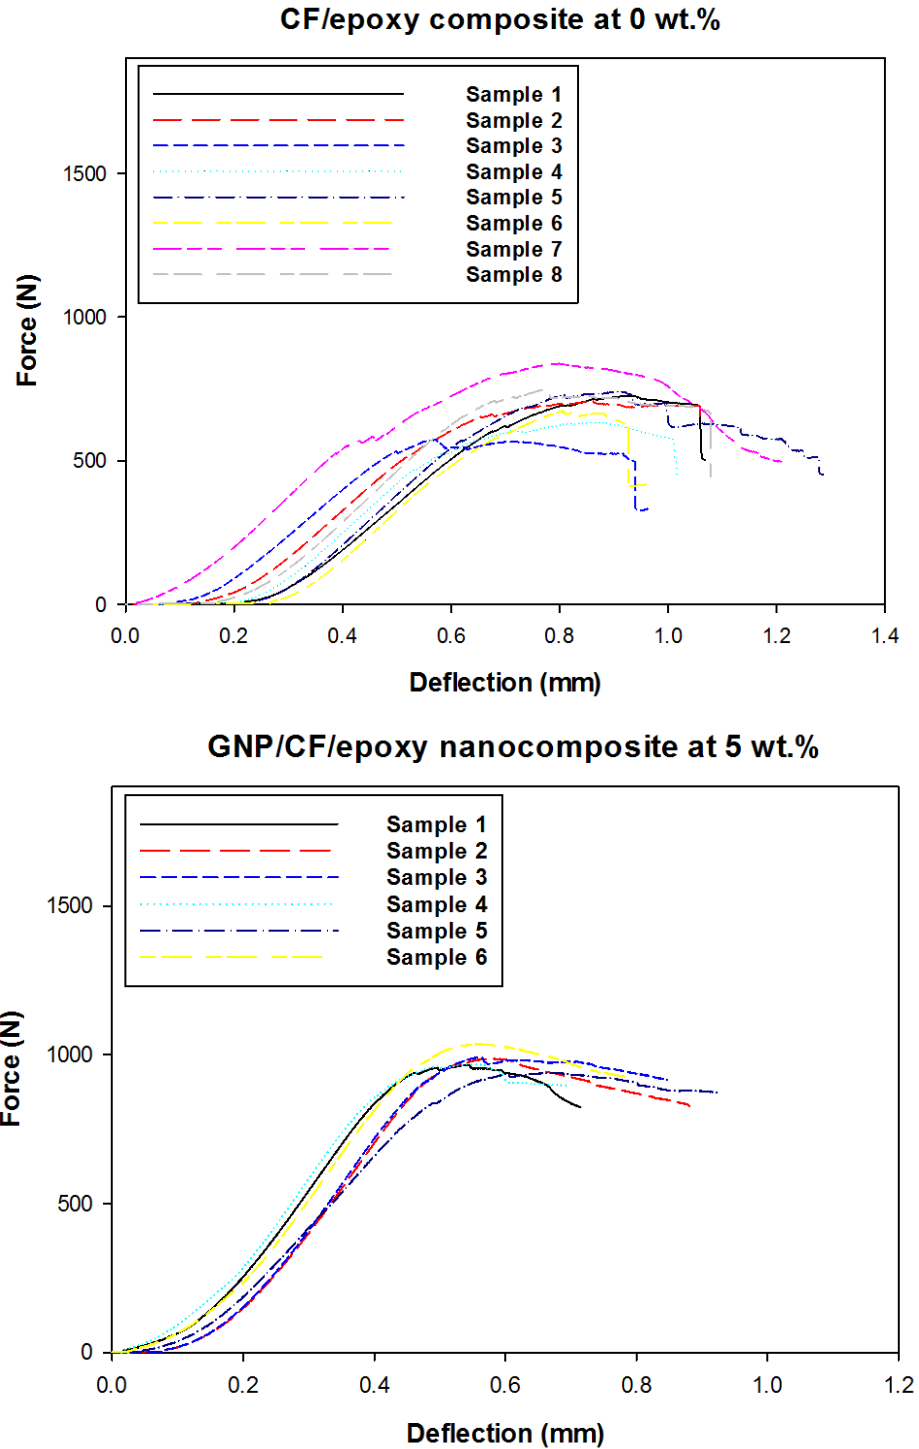 CF/epoxy composite at 0 wt.%
Sample 1
Sample 2
Sample 3
Sample 4
Sample 5
Sample 6
Sample 7
Sample 8
1500
1000
500
0
Force (N)
0.0 0.2 0.4 0.6 0.8 1.0 1.2 1.4
Deflection (mm)
GNP/CF/epoxy nanocomposite at 5 wt.%
Sample 1
Sample 2
Sample 3
Sample 4
Sample 5
Sample 6
1500
1000
500
0
Force (N)
0.0 0.2 0.4 0.6 0.8 1.0 1.2
Deflection (mm)